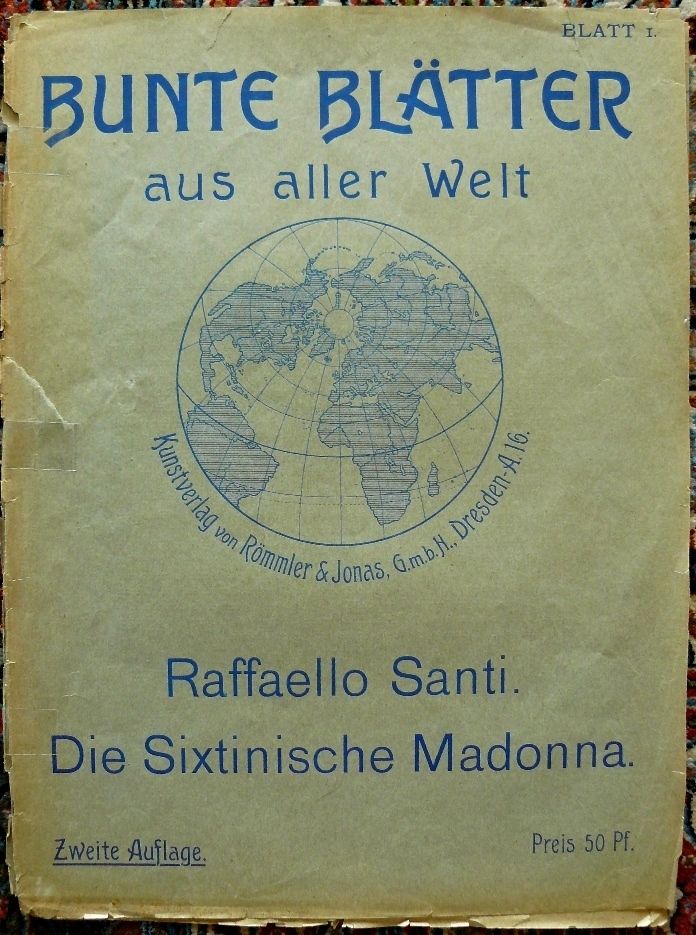 BLATT 1.
BUNTE BLÄTTER
aus aller Welt
Kunstverlag von Römmler & Jonas, G.m.b.H., Dresden-A. 16.
Raffaello Santi.
Die Sixtinische Madonna.
Zweite Auflage.
Preis 50 Pf.